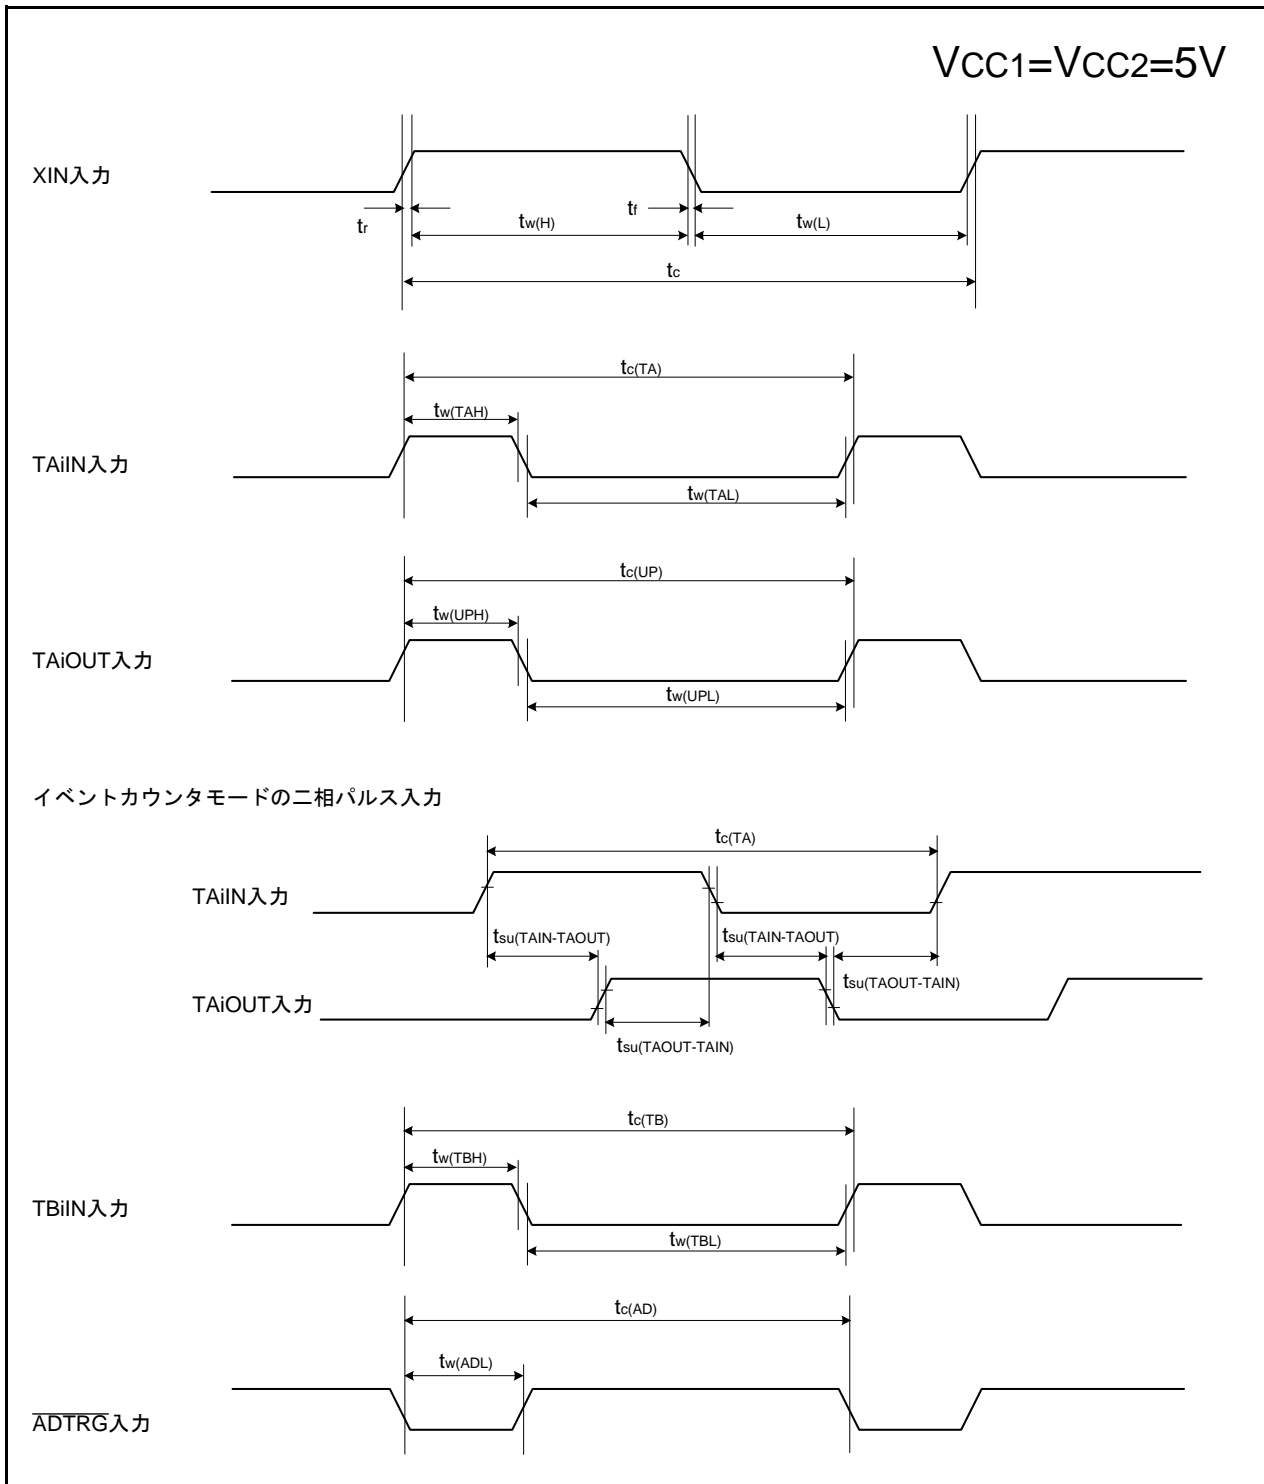 VCC1=VCC2=5V
XIN入力
tr
tf
tw(H)
tw(L)
tc
tc(TA)
tw(TAH)
TAiIN入力
tw(TAL)
tc(UP)
tw(UPH)
TAiOUT入力
tw(UPL)
イベントカウンタモードの二相パルス入力
tc(TA)
TAiIN入力
tsu(TAIN-TAOUT)
tsu(TAIN-TAOUT)
tsu(TAOUT-TAIN)
TAiOUT入力
tsu(TAOUT-TAIN)
tc(TB)
tw(TBH)
TBiIN入力
tw(TBL)
tc(AD)
tw(ADL)
ADTRG入力